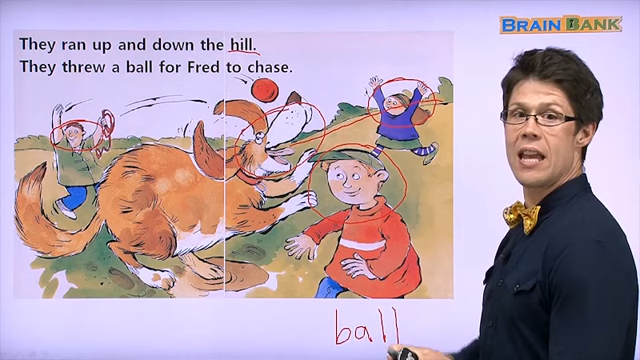 They ran up and down the hill.
They threw a ball for Fred to chase.
BRAIN BANK
ball